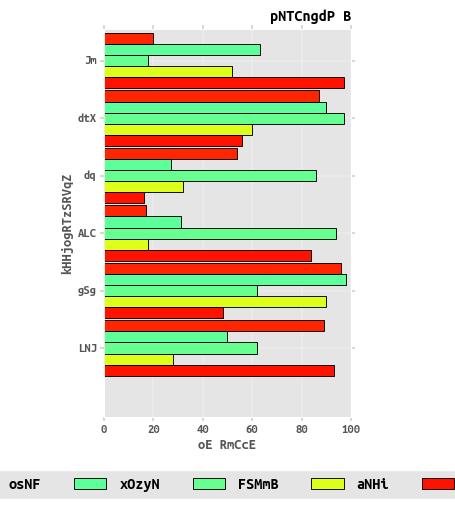 pNTCngdP B
kHHjogRTzSRVqZ
Jm
dtX
dq
ALC
gSg
LNJ
0 20 40 60 80 100
oE RmCcE
osNF xOzyN FSMmB aNHi